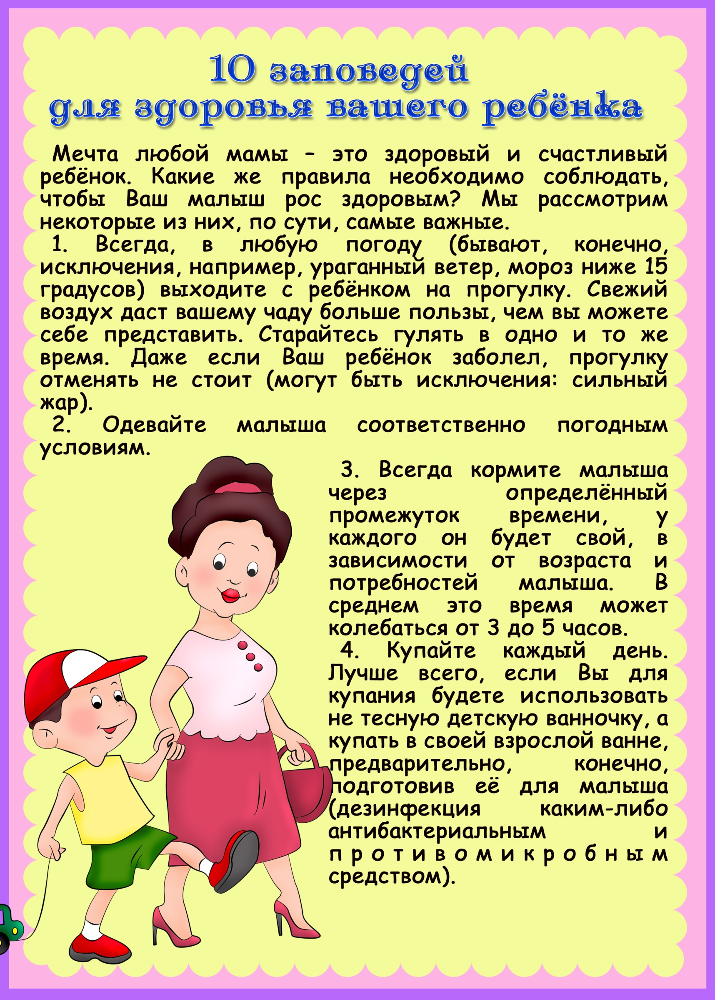 10 заповедей
для здоровья вашего ребёнка
Мечта любой мамы – это здоровый и счастливый
ребёнок. Какие же правила необходимо соблюдать,
чтобы Ваш малыш рос здоровым? Мы рассмотрим
некоторые из них, по сути, самые важные.
1. Всегда, в любую погоду (бывают, конечно,
исключения, например, ураганный ветер, мороз ниже 15
градусов) выходите с ребёнком на прогулку. Свежий
воздух даст вашему чаду больше пользы, чем вы можете
себе представить. Старайтесь гулять в одно и то же
время. Даже если Ваш ребёнок заболел, прогулку
отменять не стоит (могут быть исключения: сильный
жар).
2. Одевайте малыша соответственно погодным
условиям.
3. Всегда кормите малыша
через определённый
промежуток времени, у
каждого он будет свой, в
зависимости от возраста и
потребностей малыша. В
среднем это время может
колебаться от 3 до 5 часов.
4. Купайте каждый день.
Лучше всего, если Вы для
купания будете использовать
не тесную детскую ванночку, а
купать в своей взрослой ванне,
предварительно, конечно,
подготовив её для малыша
(дезинфекция каким-либо
антибактериальным и
противомикробным
средством).